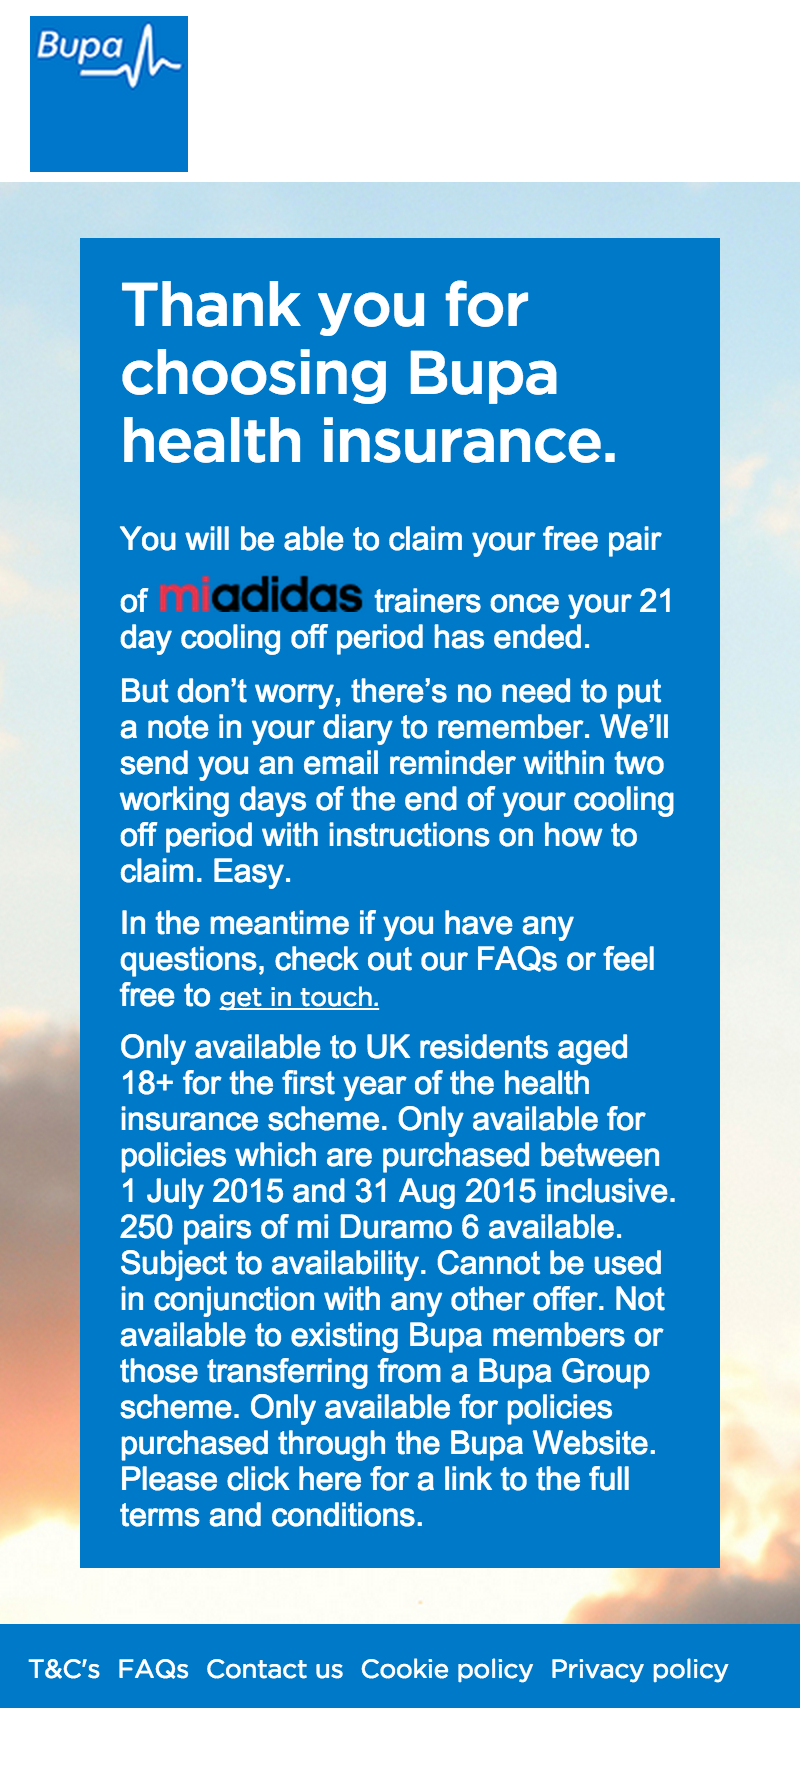 Bupa
Thank you for
choosing Bupa
health insurance.
You will be able to claim your free pair
of miadidas trainers once your 21
day cooling off period has ended.
But don’t worry, there’s no need to put
a note in your diary to remember. We’ll
send you an email reminder within two
working days of the end of your cooling
off period with instructions on how to
claim. Easy.
In the meantime if you have any
questions, check out our FAQs or feel
free to get in touch.
Only available to UK residents aged
18+ for the first year of the health
insurance scheme. Only available for
policies which are purchased between
1 July 2015 and 31 Aug 2015 inclusive.
250 pairs of mi Duramo 6 available.
Subject to availability. Cannot be used
in conjunction with any other offer. Not
available to existing Bupa members or
those transferring from a Bupa Group
scheme. Only available for policies
purchased through the Bupa Website.
Please click here for a link to the full
terms and conditions.
T&C's FAQs Contact us Cookie policy Privacy policy